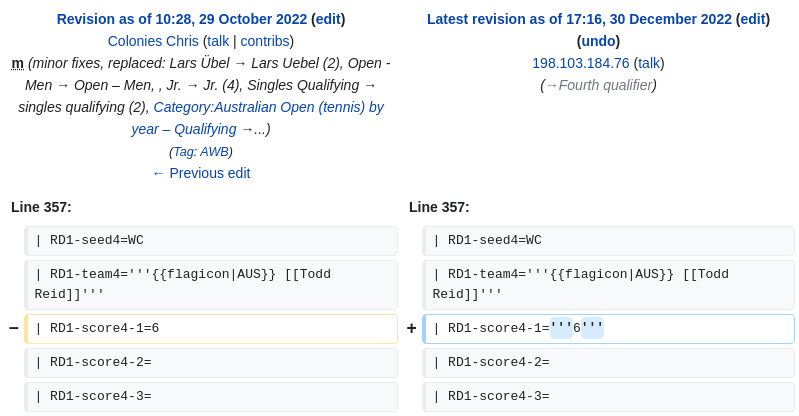 Revision as of 10:28, 29 October 2022 (edit)
Colonies Chris (talk | contribs)
m (minor fixes, replaced: Lars Übel → Lars Uebel (2), Open -
Men → Open – Men, , Jr. → Jr. (4), Singles Qualifying →
singles qualifying (2), Category:Australian Open (tennis) by
year – Qualifying →...)
(Tag: AWB)
← Previous edit
Latest revision as of 17:16, 30 December 2022 (edit)
(undo)
198.103.184.76 (talk)
(→Fourth qualifier)
Line 357:
Line 357:
| RD1-seed4=WC
| RD1-seed4=WC
| RD1-team4='''{{flagicon|AUS}} [[Todd
Reid]]'''
| RD1-team4='''{{flagicon|AUS}} [[Todd
Reid]]'''
− | RD1-score4-1=6
+ | RD1-score4-1='''6'''
| RD1-score4-2=
| RD1-score4-2=
| RD1-score4-3=
| RD1-score4-3=